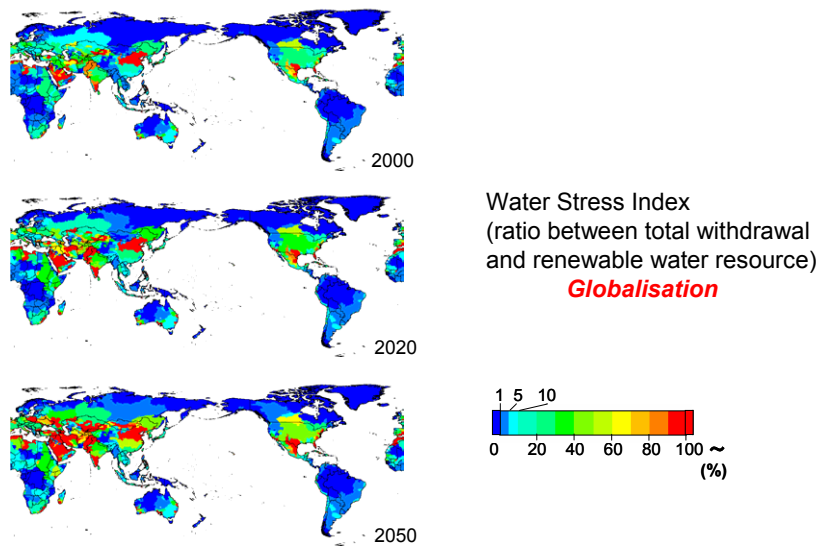 2000
Water Stress Index
(ratio between total withdrawal
and renewable water resource)
Globalisation
2020
1 5 10
0 20 40 60 80 100 ~
(%)
2050